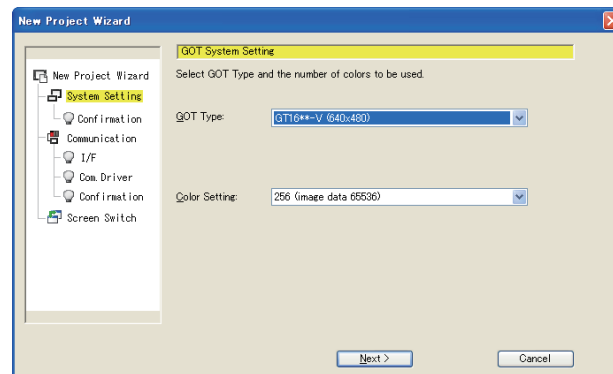 New Project Wizard
New Project Wizard
System Setting
Confirmation
Communication
I/F
Com.Driver
Confirmation
Screen Switch
GOT System Setting
Select GOT Type and the number of colors to be used.
GOT Type: GT16**-V (640x480)
Color Setting: 256 (image data 65536)
Next > Cancel